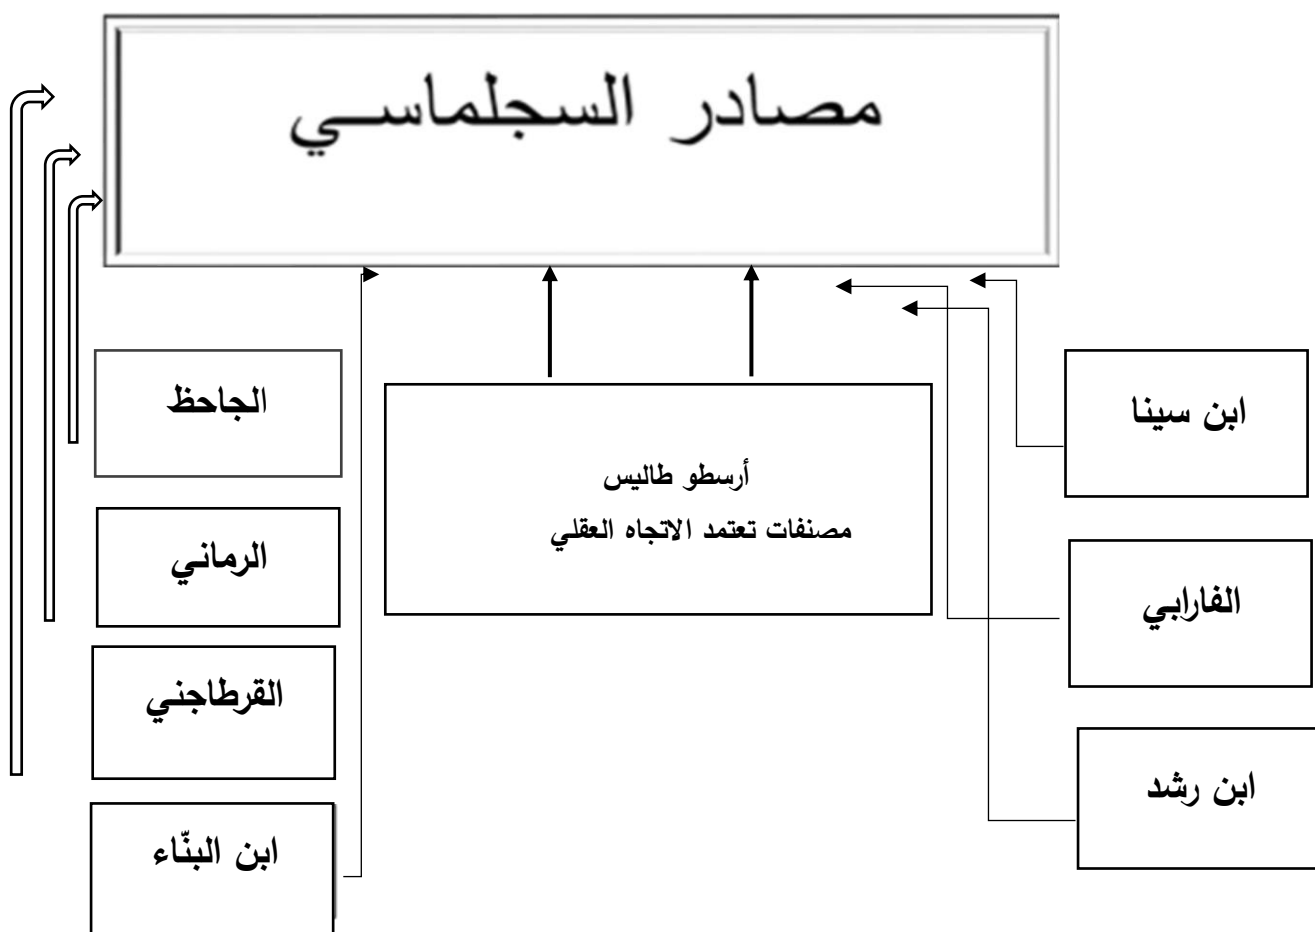 مصادر السجلماسي
ابن سينا
الفارابي
ابن رشد
أرسطو طاليس
مصنفات تعتمد الاتجاه العقلي
الجاحظ
الرماني
القرطاجني
ابن البنّاء